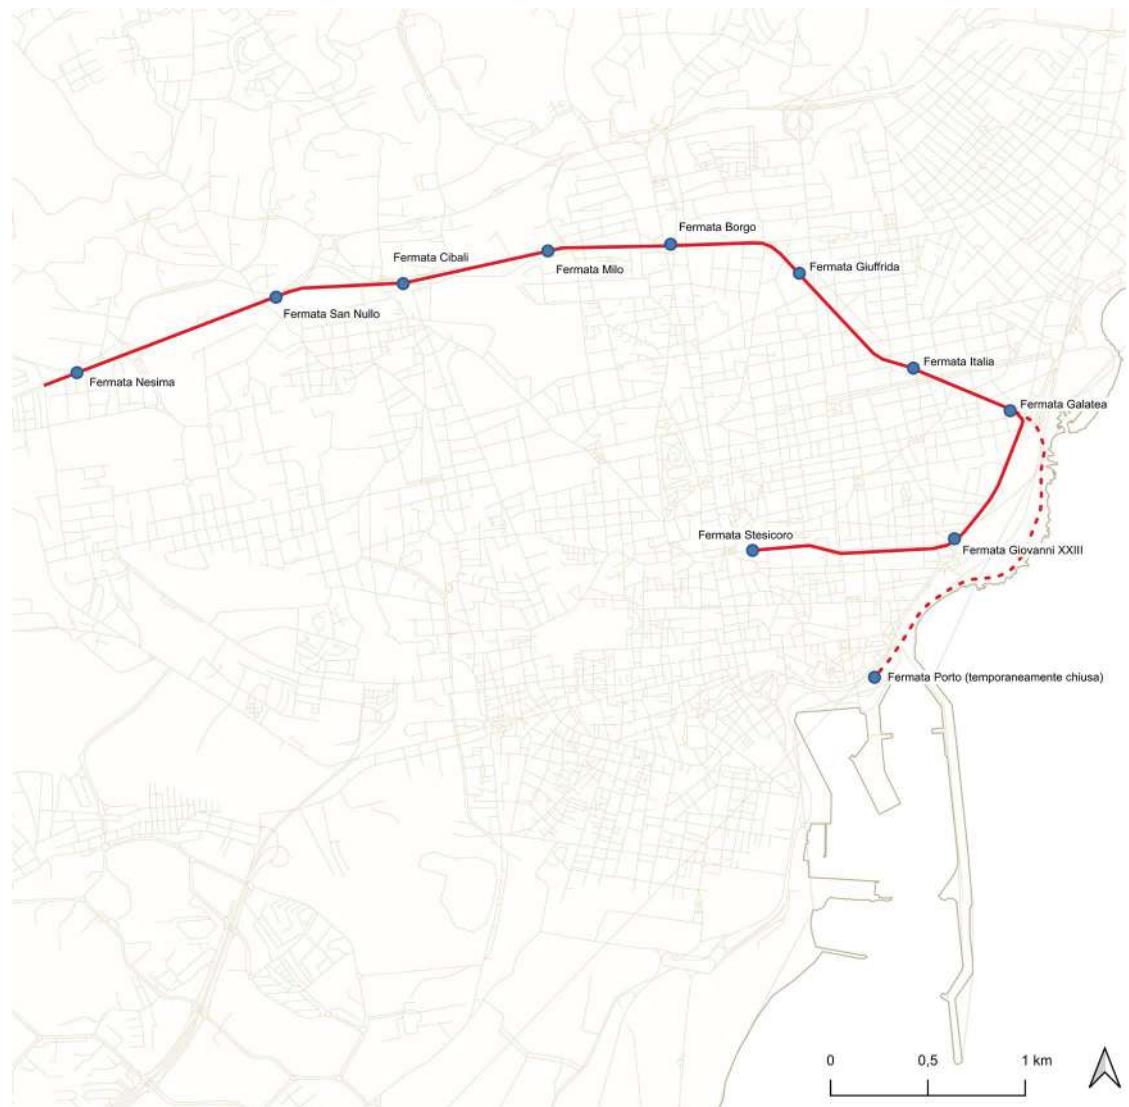 Fermata Borgo
Fermata Cibali
Fermata Milo
Fermata Giuffrida
Fermata San Nullo
Fermata Italia
Fermata Nesima
Fermata Galatea
Fermata Stesicoro
Fermata Giovanni XXIII
Fermata Porto (temporaneamente chiusa)
0 0,5 1 km